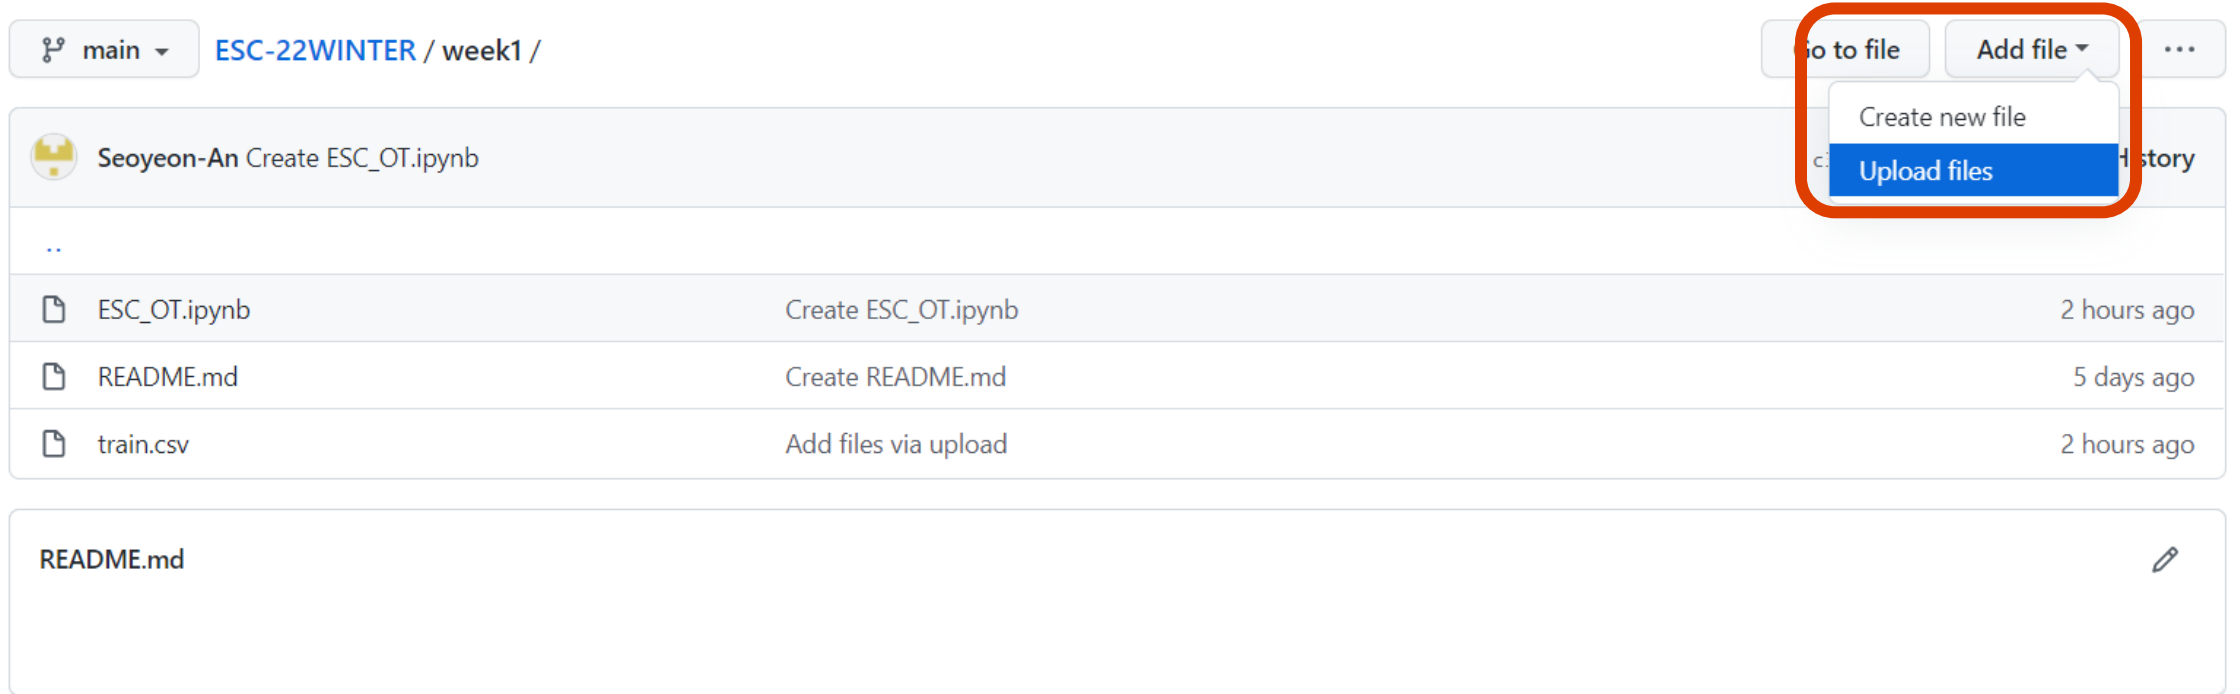 main
ESC-22WINTER / week1 /
to file
Add file
...
Create new file
Upload files
Seoyeon-An Create ESC_OT.ipynb
History
..
ESC_OT.ipynb Create ESC_OT.ipynb 2 hours ago
README.md Create README.md 5 days ago
train.csv Add files via upload 2 hours ago
README.md